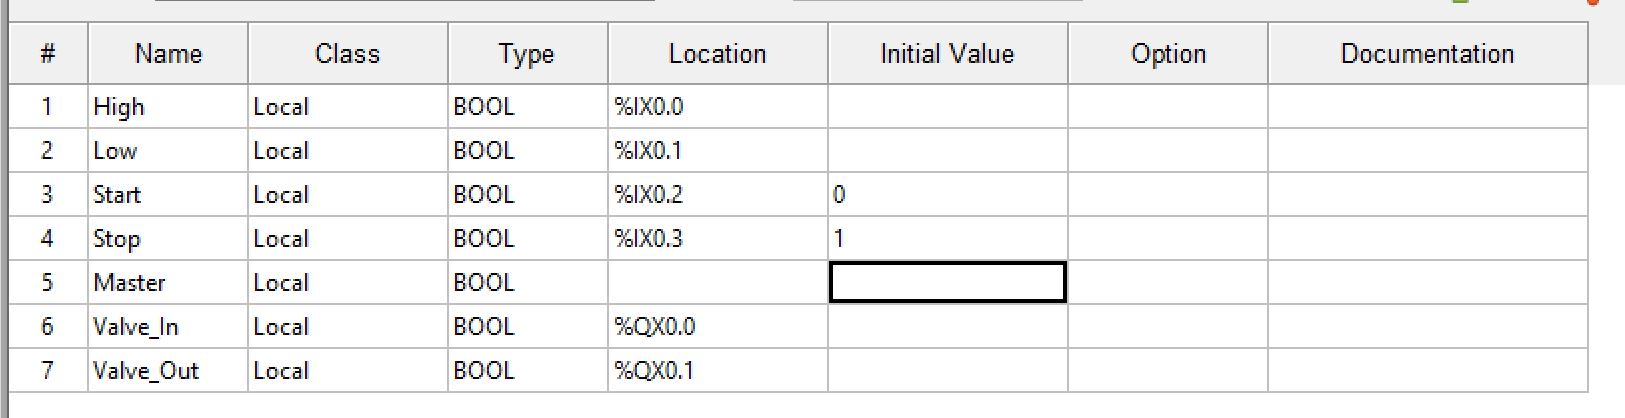 # Name Class Type Location Initial Value Option Documentation
1 High Local BOOL %IX0.0
2 Low Local BOOL %IX0.1
3 Start Local BOOL %IX0.2 0
4 Stop Local BOOL %IX0.3 1
5 Master Local BOOL
6 Valve_In Local BOOL %QX0.0
7 Valve_Out Local BOOL %QX0.1